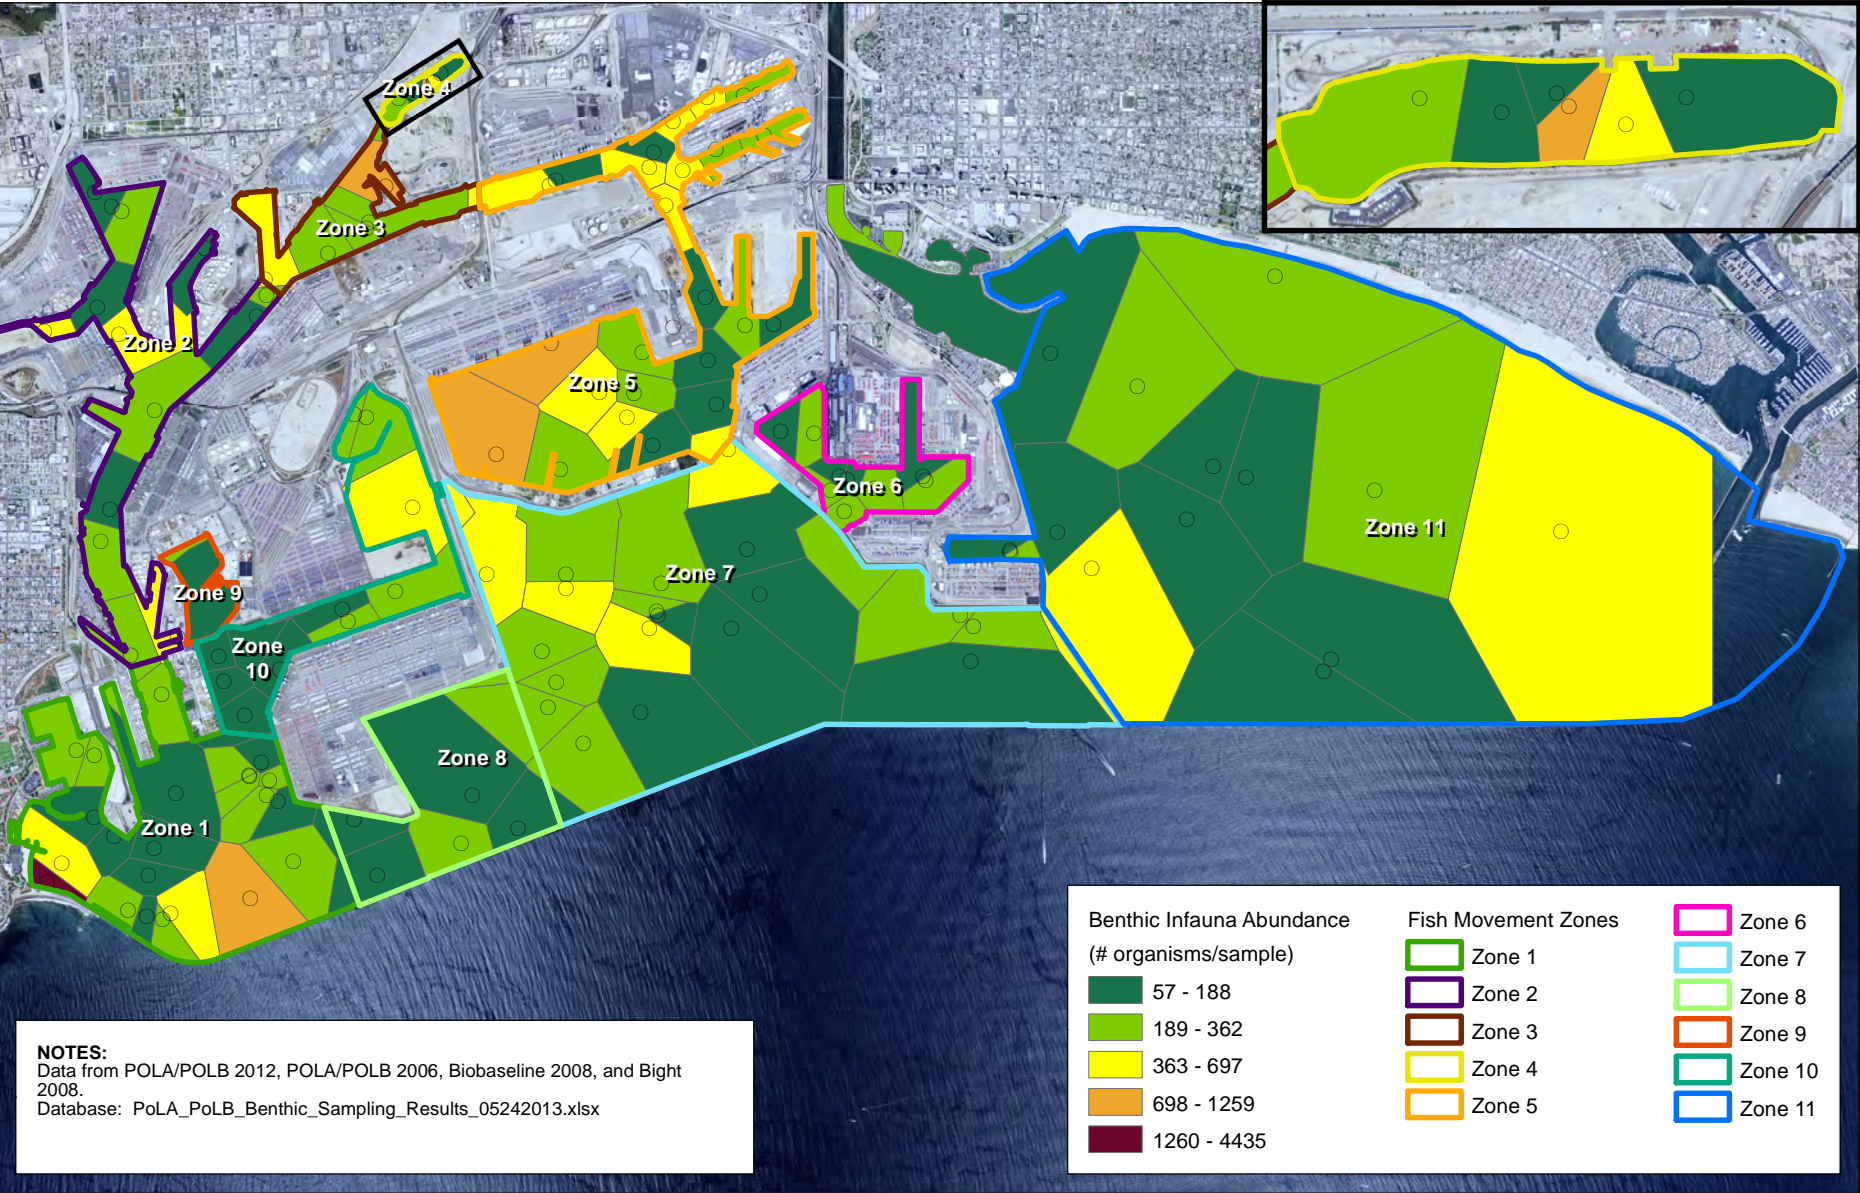 Zone 4
Zone 3
Zone 2
Zone 5
Zone 6
Zone 11
Zone 7
Zone 9
Zone
10
Zone 8
Zone 1
NOTES:
Data from POLA/POLB 2012, POLA/POLB 2006, Biobaseline 2008, and Bight
2008.
Database: PoLA_PoLB_Benthic_Sampling_Results_05242013.xlsx
Benthic Infauna Abundance
(# organisms/sample)
57 - 188
189 - 362
363 - 697
698 - 1259
1260 - 4435
Fish Movement Zones
Zone 1
Zone 2
Zone 3
Zone 4
Zone 5
Zone 6
Zone 7
Zone 8
Zone 9
Zone 10
Zone 11